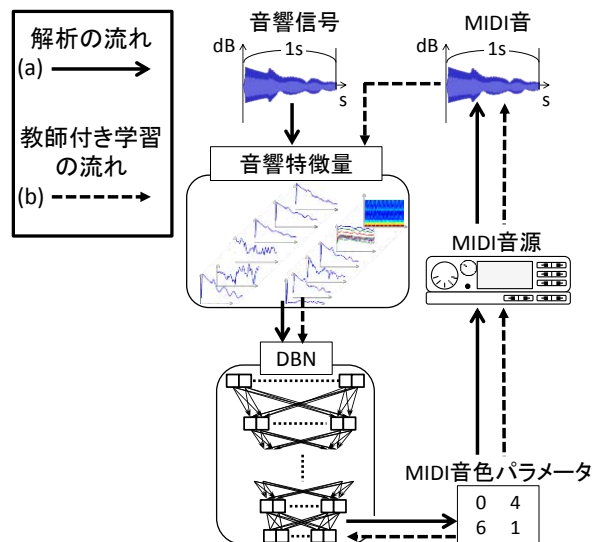 解析の流れ
(a)
教師付き学習
の流れ
(b)
音響信号
dB
1s
s
MIDI音
dB
1s
s
音響特徴量
MIDI音源
DBN
MIDI音色パラメータ
0 4
6 1